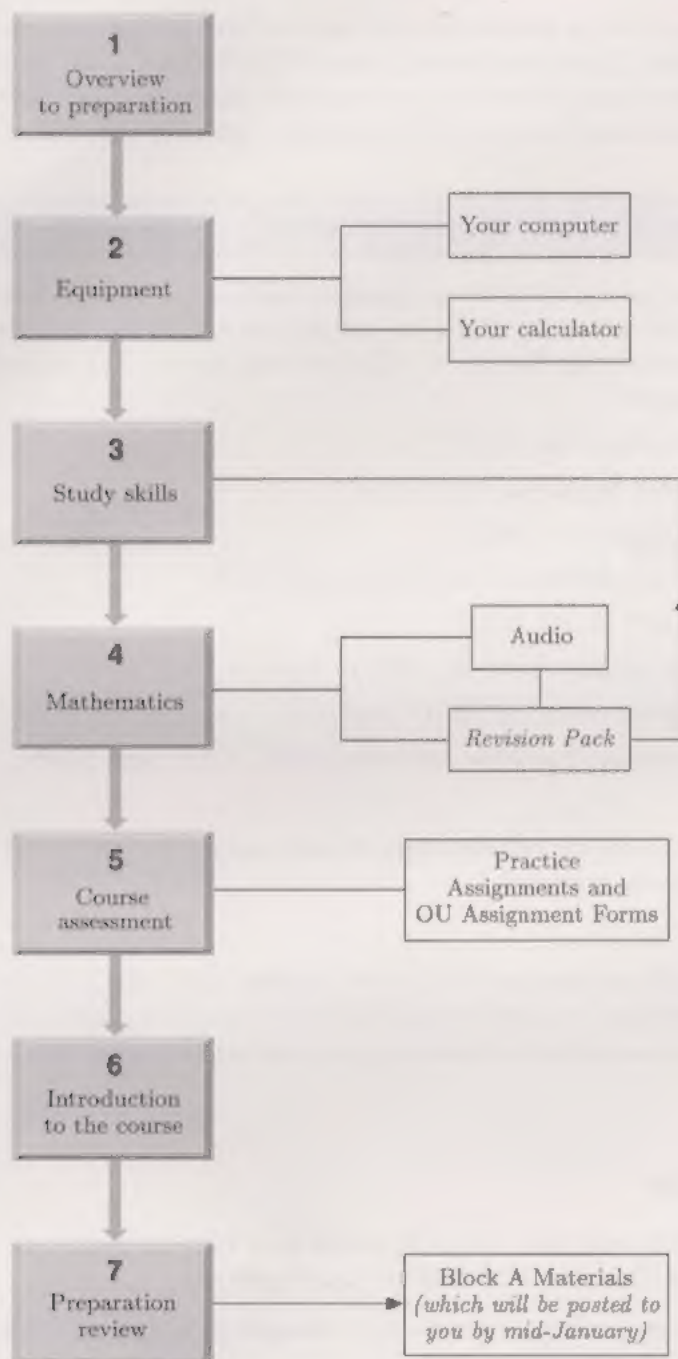 1
Overview
to preparation
2
Equipment
Your computer
Your calculator
3
Study skills
4
Mathematics
Audio
Revision Pack
5
Course
assessment
Practice
Assignments and
OU Assignment Forms
6
Introduction
to the course
7
Preparation
review
Block A Materials
(which will be posted to
you by mid-January)